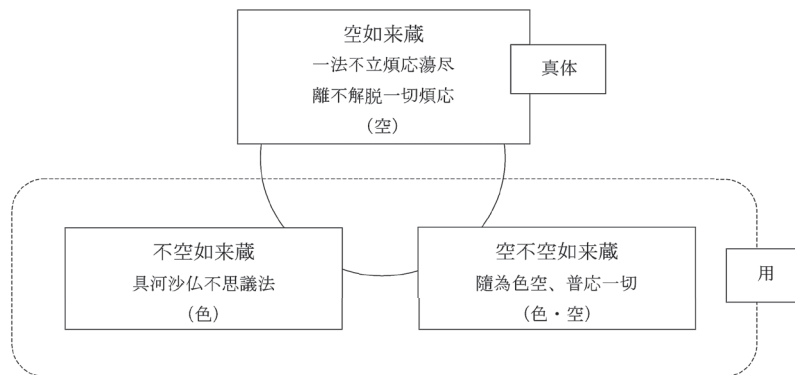 空如来蔵
一法不立煩応蕩尽
離不解脱一切煩応
（空）
真体
不空如来蔵
具河沙仏不思議法
（色）
空不空如来蔵
隨為色空、普応一切
（色・空）
用